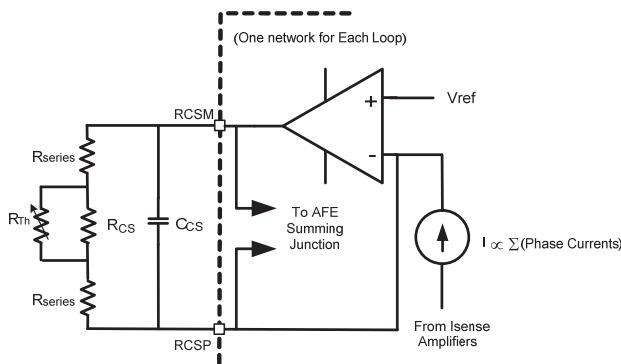 (One network for Each Loop)
RCSM
+
Vref
Rseries
-
RTh
RCS
CCS
To AFE
Summing
Junction
I ∝ Σ(Phase Currents)
Rseries
From Isense
Amplifiers
RCSP